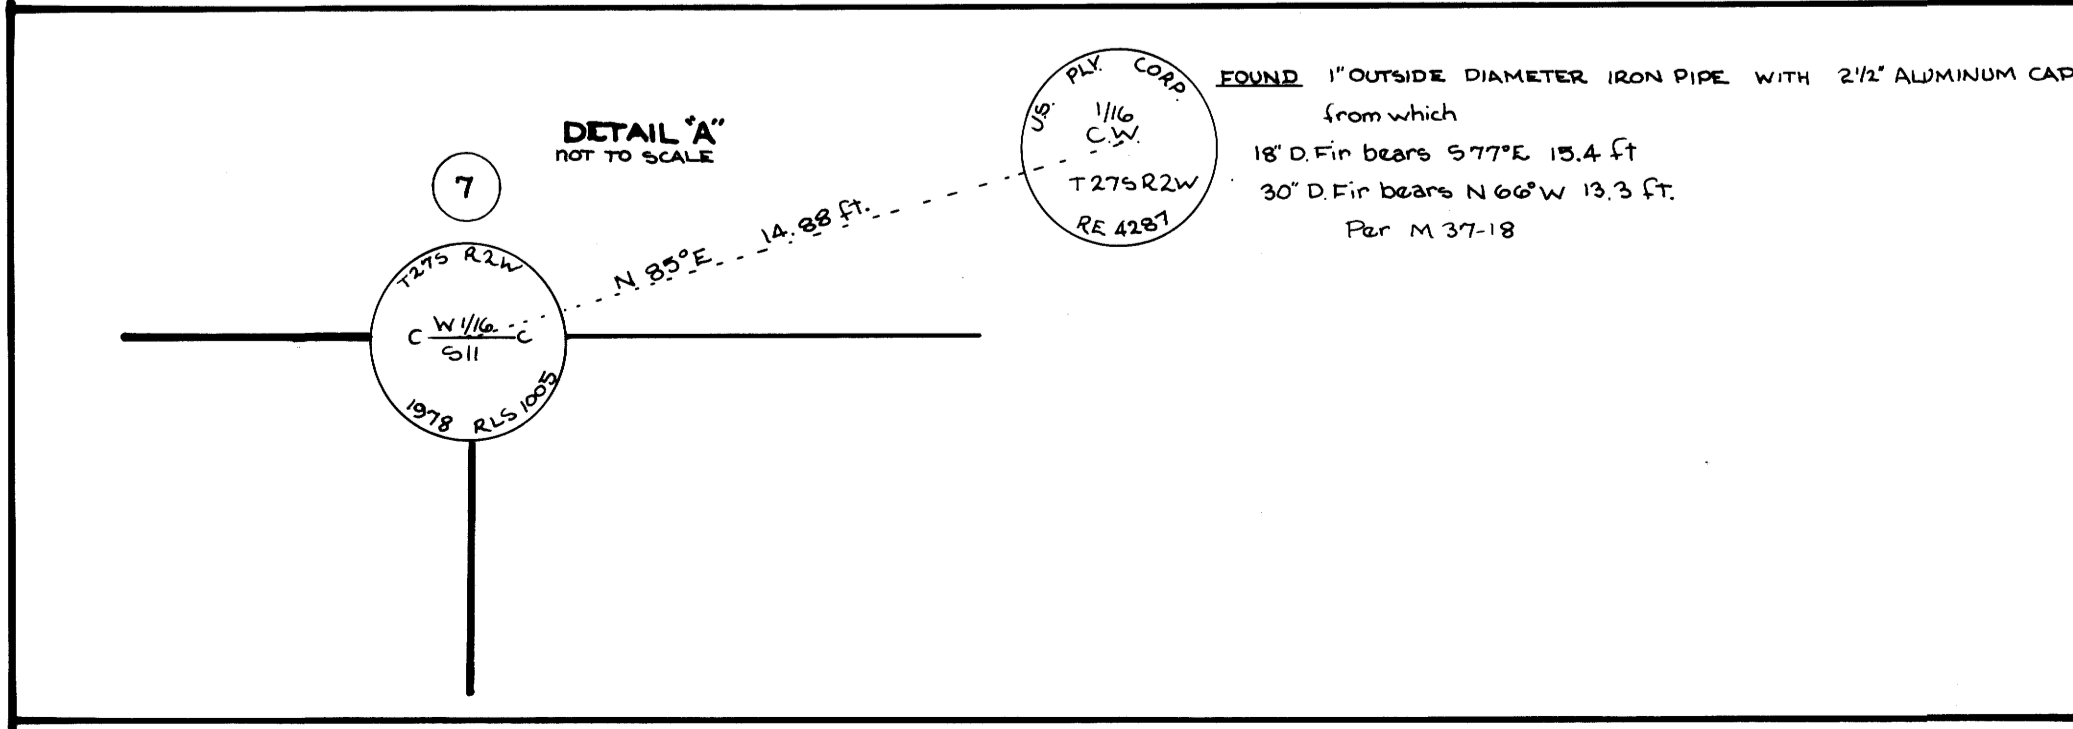 DETAIL "A"
NOT TO SCALE
7
T27S R2W
C W 1/16 C
S11
1978 RLS 1005
N 85°E 14.88 ft.
U.S. PLY. CORP.
1/16
C.W.
T27S R2W
RE 4287
FOUND 1" OUTSIDE DIAMETER IRON PIPE WITH 2 1/2" ALUMINUM CAP
from which
18" D. Fir bears S77°E 15.4 ft
30" D. Fir bears N 66° W 13.3 ft.
Per M 37-18